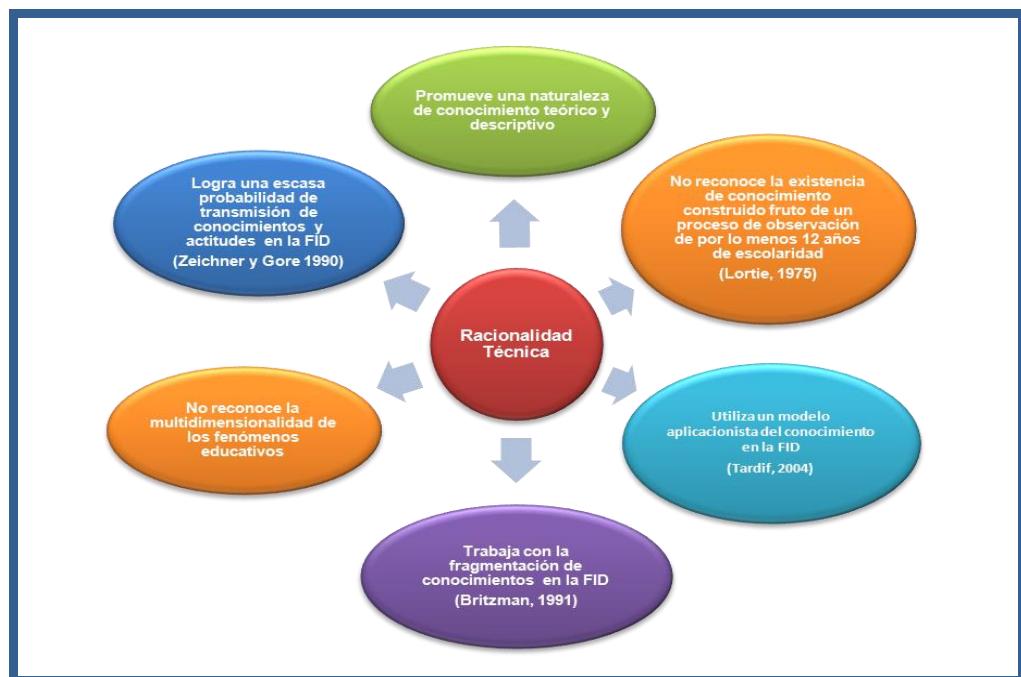 Promueve una naturaleza
de conocimiento teórico y
descriptivo
No reconoce la existencia
de conocimiento
construido fruto de un
proceso de observación
de por lo menos 12 años
de escolaridad
(Lortie, 1975)
Utiliza un modelo
aplicacionista del conocimiento
en la FID
(Tardif, 2004)
Trabaja con la
fragmentación de
conocimientos en la FID
(Britzman, 1991)
No reconoce la
multidimensionalidad de
los fenómenos
educativos
Logra una escasa
probabilidad de
transmisión de
conocimientos y
actitudes en la FID
(Zeichner y Gore 1990)
Racionalidad
Técnica